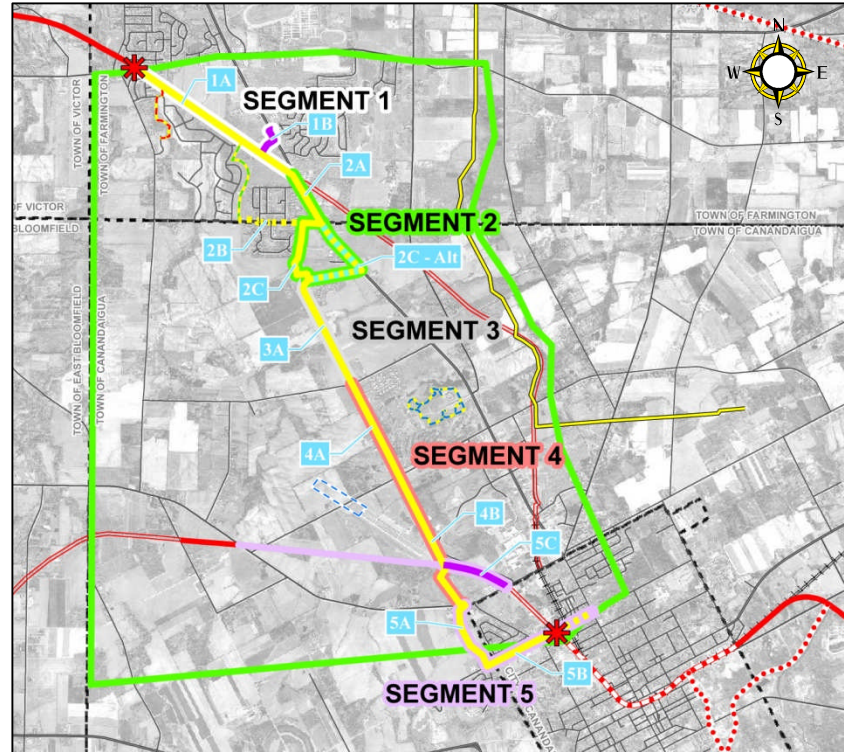 N
W E
S
1A
SEGMENT 1
1B
TOWN OF VICTOR
TOWN OF FARMINGTON
2A
OF VICTOR
BLOOMFIELD
SEGMENT 2
TOWN OF FARMINGTON
TOWN OF CANANDAIGUA
2B
2C - Alt
2C
SEGMENT 3
3A
TOWN OF EAST BLOOMFIELD
TOWN OF CANANDAIGUA
4A
SEGMENT 4
4B
5C
5A
5B
SEGMENT 5